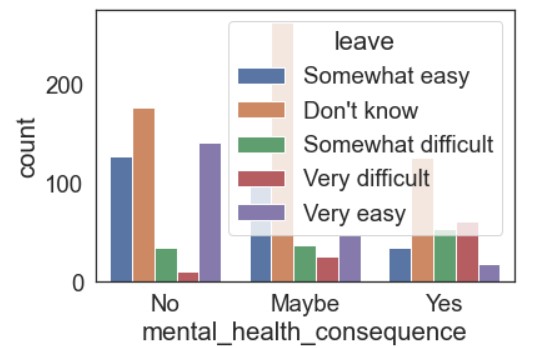 leave
Somewhat easy
Don't know
Somewhat difficult
Very difficult
Very easy
200
100
0
count
No Maybe Yes
mental_health_consequence